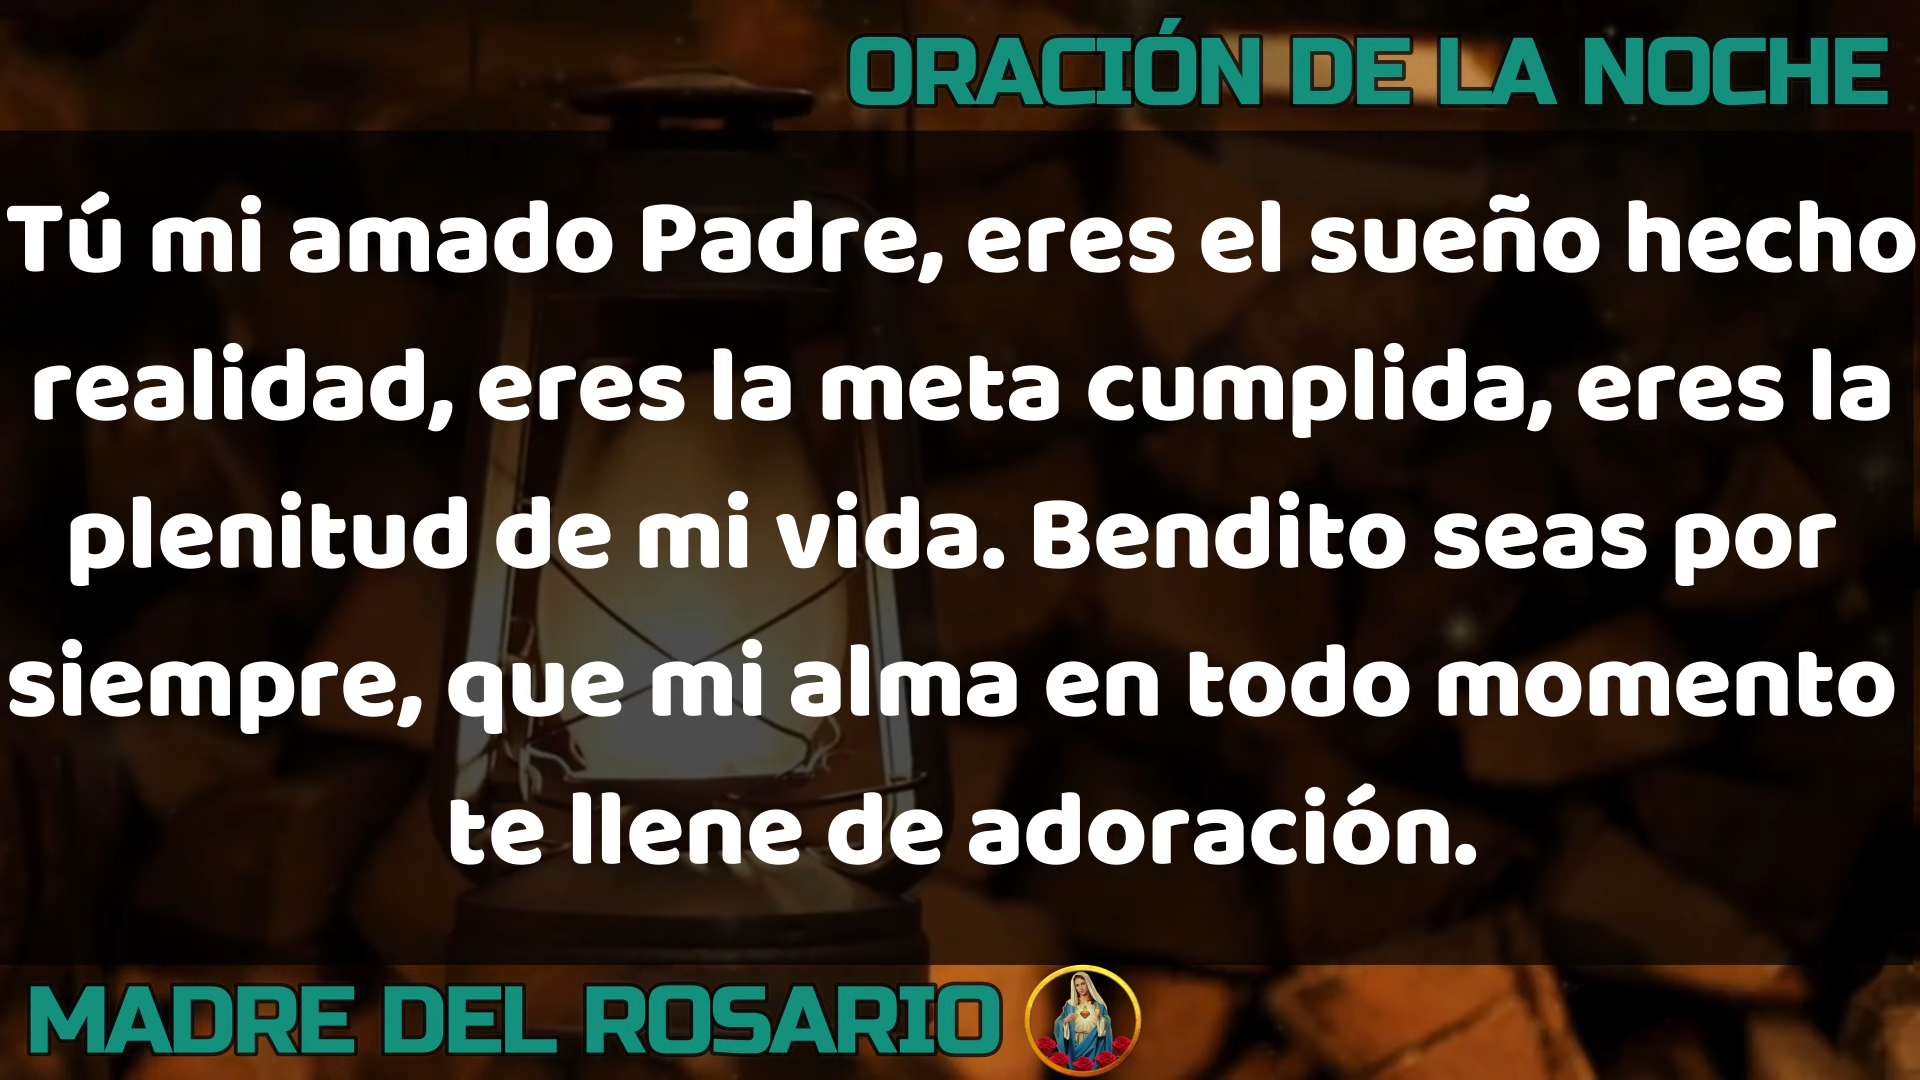 ORACIÓN DE LA NOCHE
Tú mi amado Padre, eres el sueño hecho
realidad, eres la meta cumplida, eres la
plenitud de mi vida. Bendito seas por
siempre, que mi alma en todo momento
te llene de adoración.
MADRE DEL ROSARIO